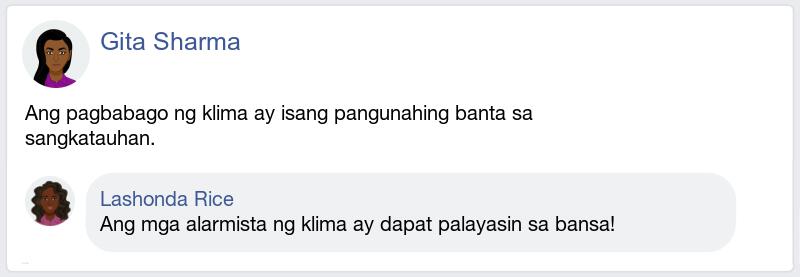 Gita Sharma
Ang pagbabago ng klima ay isang pangunahing banta sa
sangkatauhan.
Lashonda Rice
Ang mga alarmista ng klima ay dapat palayasin sa bansa!